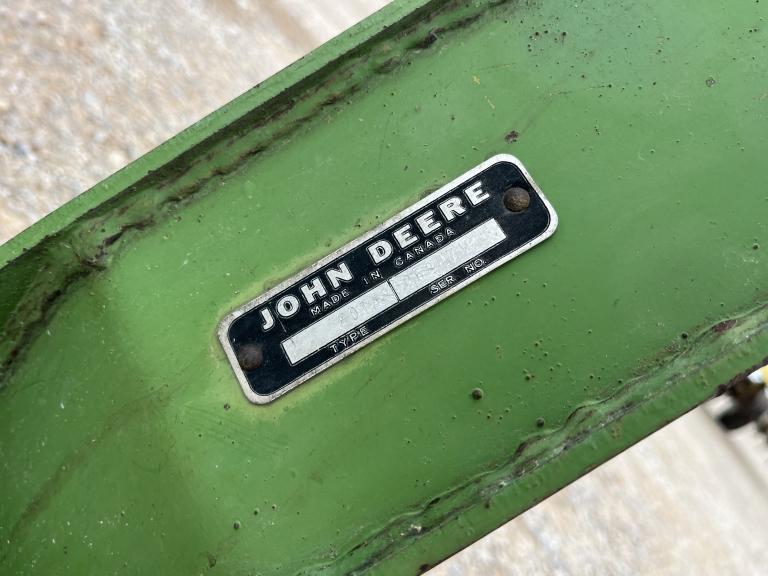 JOHN DEERE
MADE IN CANADA
TYPE SER NO.